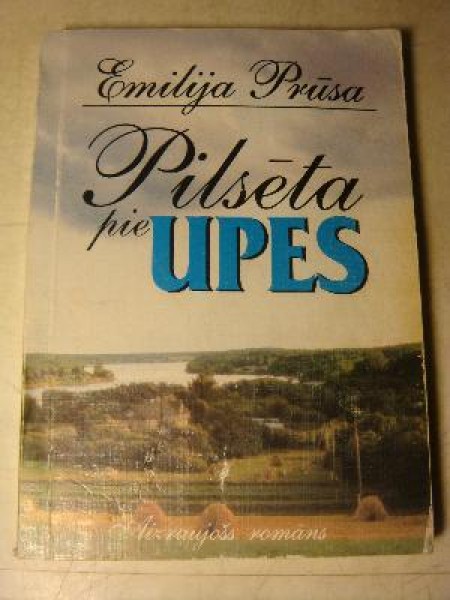 Emilija Prūsa
Pilsēta
pie UPES
Aizraujošs romāns